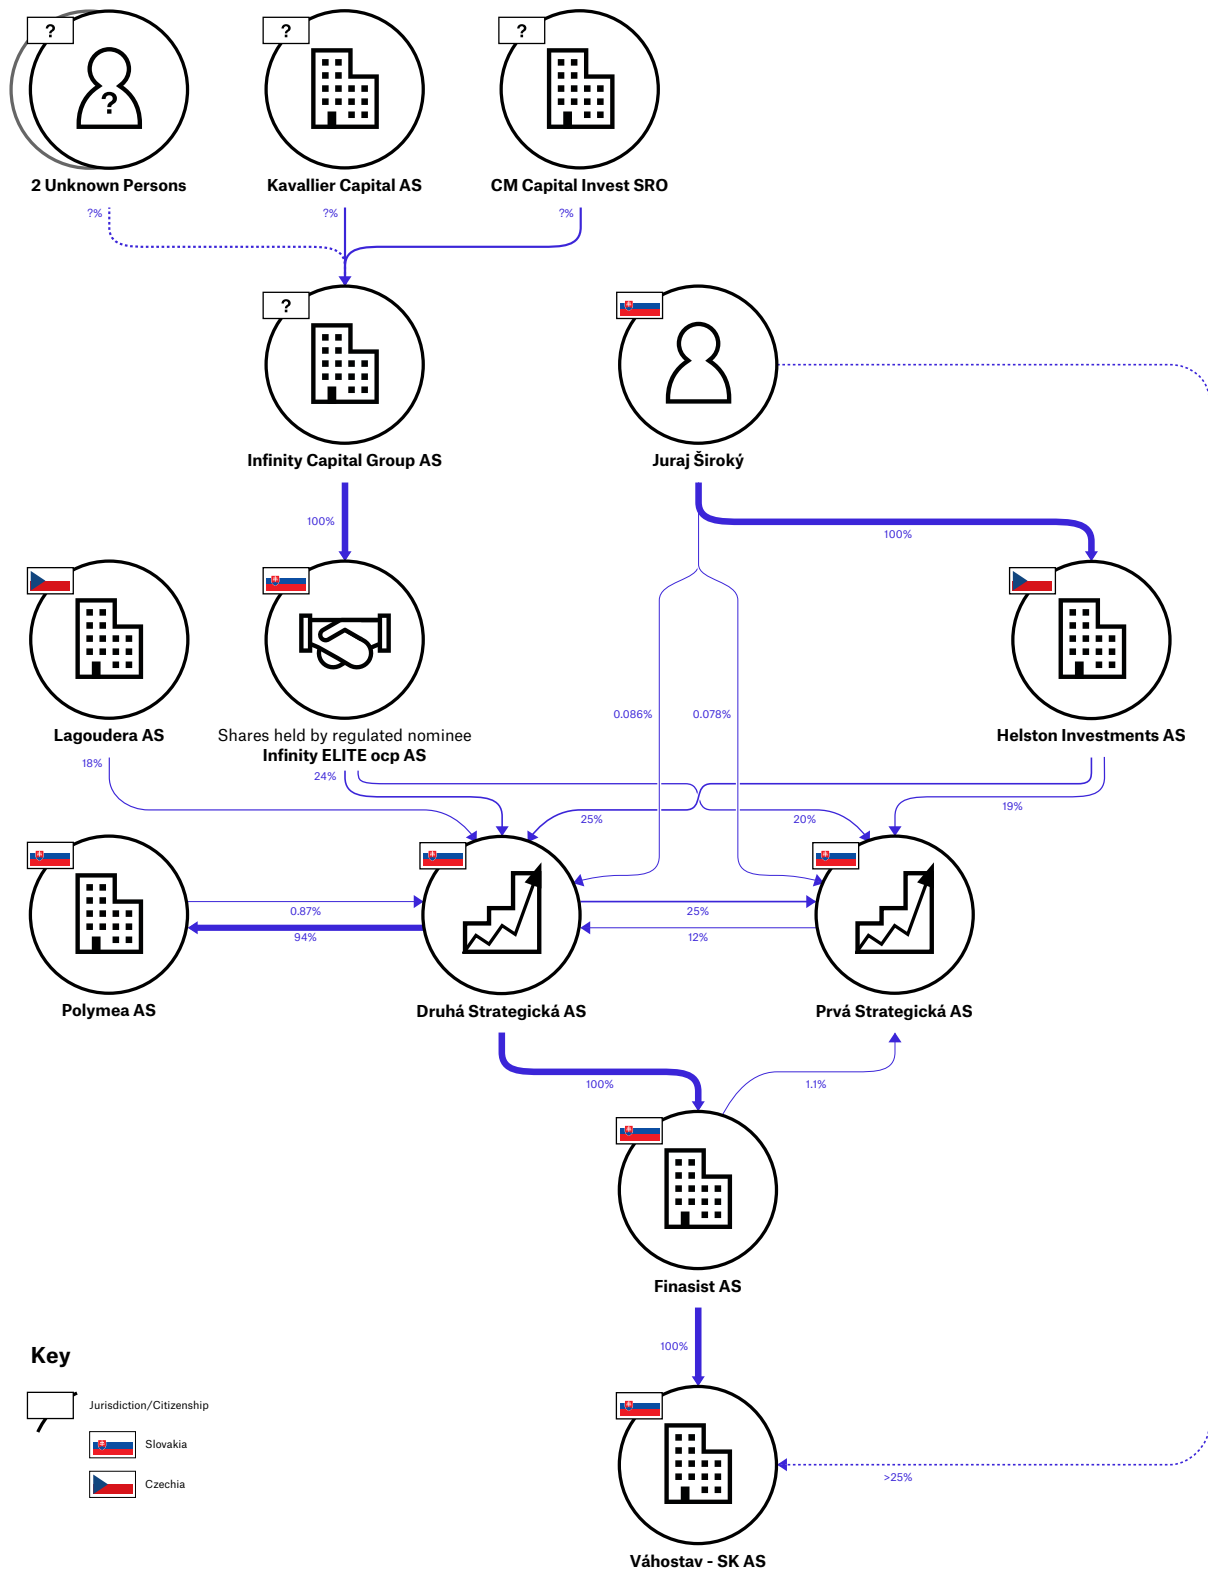 ?
?
?
?
2 Unknown Persons
Kavallier Capital AS
CM Capital Invest SRO
?%
?%
?%
?
Infinity Capital Group AS
Juraj Široký
100%
100%
Lagoudera AS
Shares held by regulated nominee
Infinity ELITE ocp AS
0.086%
0.078%
Helston Investments AS
18%
24%
25%
20%
19%
0.87%
94%
25%
12%
Polymea AS
Druhá Strategická AS
Prvá Strategická AS
100%
1.1%
Finasist AS
100%
>25%
Váhostav - SK AS
Key
Jurisdiction/Citizenship
Slovakia
Czechia